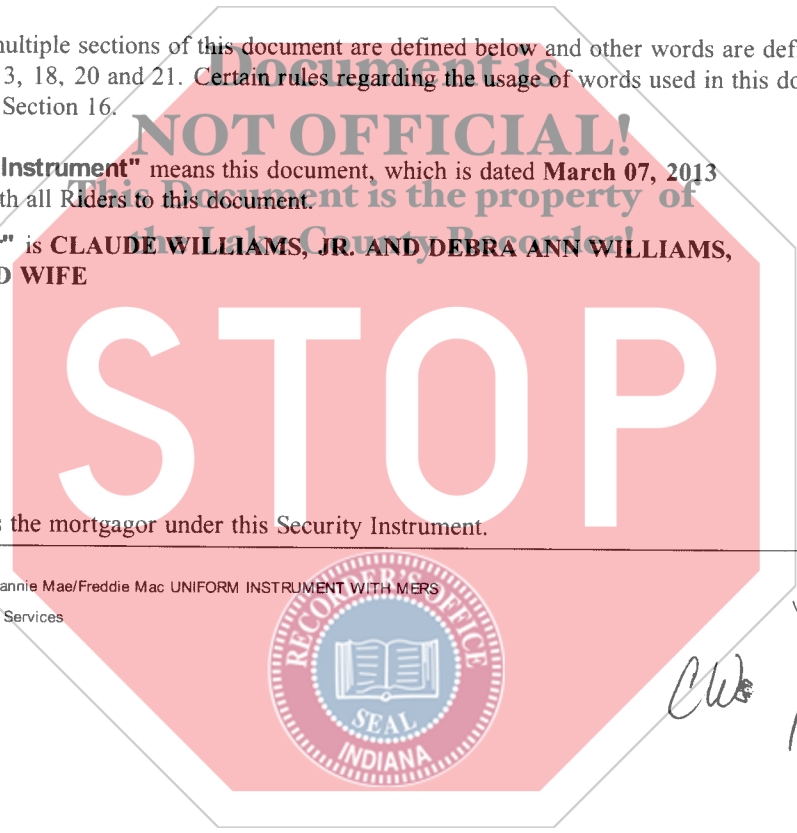 multiple sections of this document are defined below and other words are def
3, 18, 20 and 21. Certain rules regarding the usage of words used in this do
Section 16.
Document is
NOT OFFICIAL!
Instrument" means this document, which is dated March 07, 2013
th all Riders to this document.
This Document is the property of
the Lake County Recorder!
" is CLAUDE WILLIAMS, JR. AND DEBRA ANN WILLIAMS,
D WIFE
STOP
s the mortgagor under this Security Instrument.
annie Mae/Freddie Mac UNIFORM INSTRUMENT WITH MERS
Services
RECORDER'S OFFICE
SEAL
INDIANA
CW